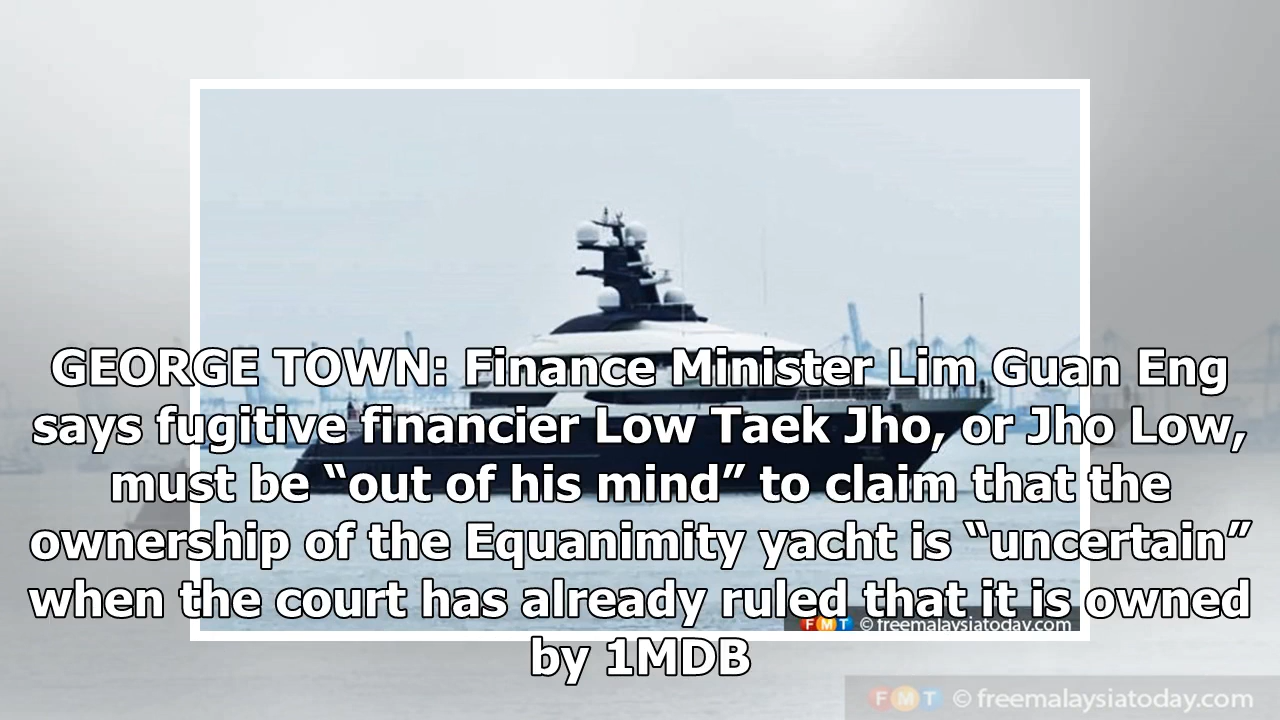 GEORGE TOWN: Finance Minister Lim Guan Eng
says fugitive financier Low Taek Jho, or Jho Low,
must be “out of his mind” to claim that the
ownership of the Equanimity yacht is “uncertain”
when the court has already ruled that it is owned
by 1MDB
FMT © freemalaysiatoday.com
FMT © freemalaysiatoday.com